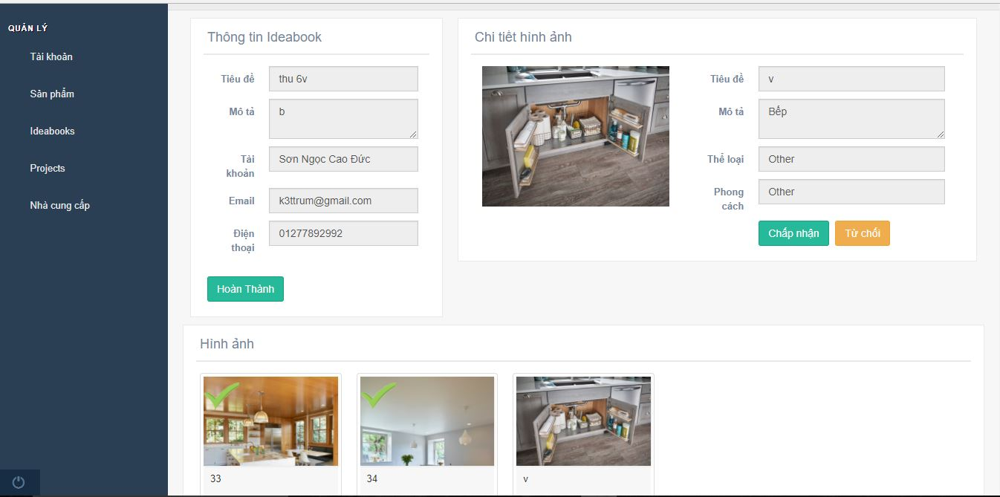 QUẢN LÝ
Tài khoản
Sản phẩm
Ideabooks
Projects
Nhà cung cấp
Thông tin Ideabook
Tiêu đề
thu 6v
Mô tả
b
Tài
khoản
Sơn Ngọc Cao Đức
Email
k3ttrum@gmail.com
Điện
thoại
01277892992
Hoàn Thành
Chi tiết hình ảnh
Tiêu đề
v
Mô tả
Bếp
Thể loại
Other
Phong
cách
Other
Chấp nhận
Từ chối
Hình ảnh
33
34
v